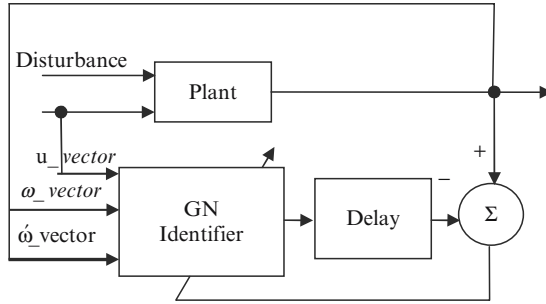 Disturbance
Plant
u_vector
ω_vector
ώ_vector
GN
Identifier
Delay
+
−
Σ